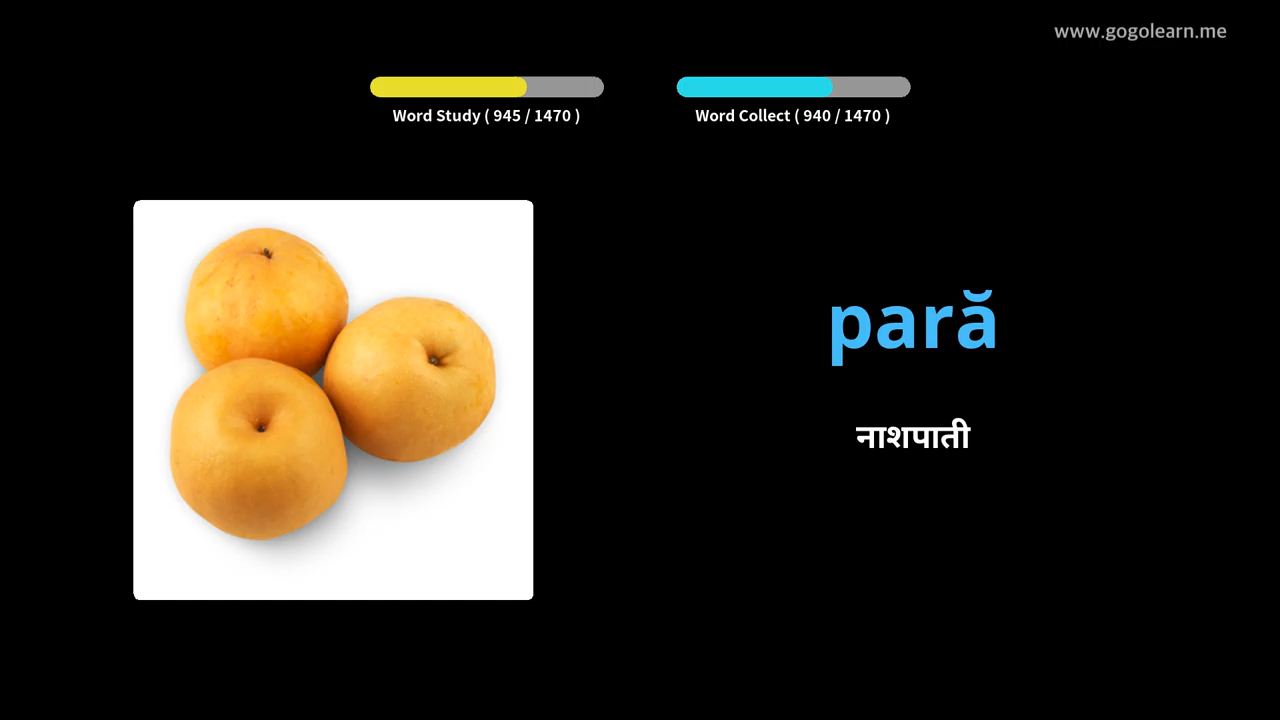 www.gogolearn.me
Word Study ( 945 / 1470 )
Word Collect ( 940 / 1470 )
pară
नाशपाती